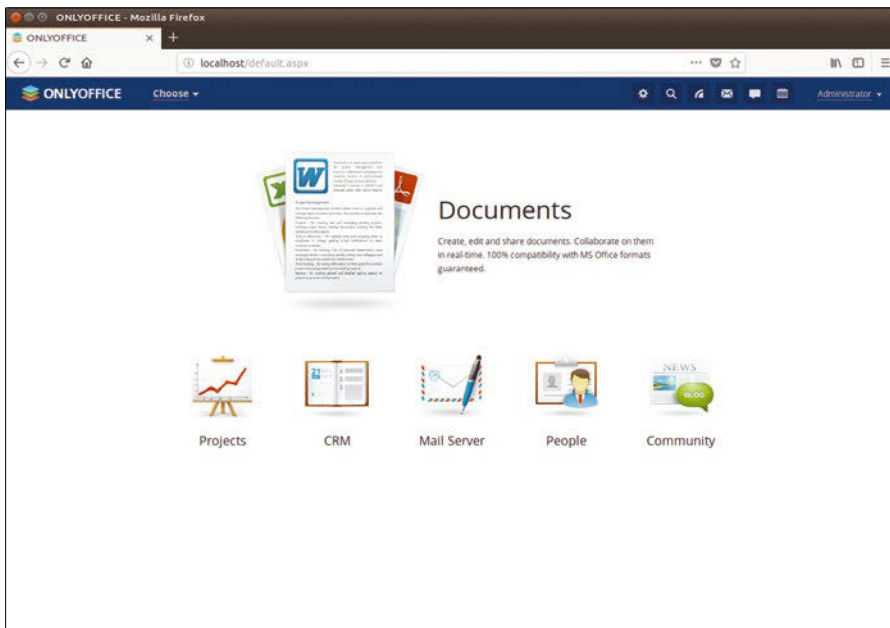 ONLYOFFICE - Mozilla Firefox
ONLYOFFICE × +
localhost/default.aspx
ONLYOFFICE Choose Administrator
W
Documents
Create, edit and share documents. Collaborate on them
in real-time. 100% compatibility with MS Office formats
guaranteed.
21
NEWS
BLOG
Projects CRM Mail Server People Community